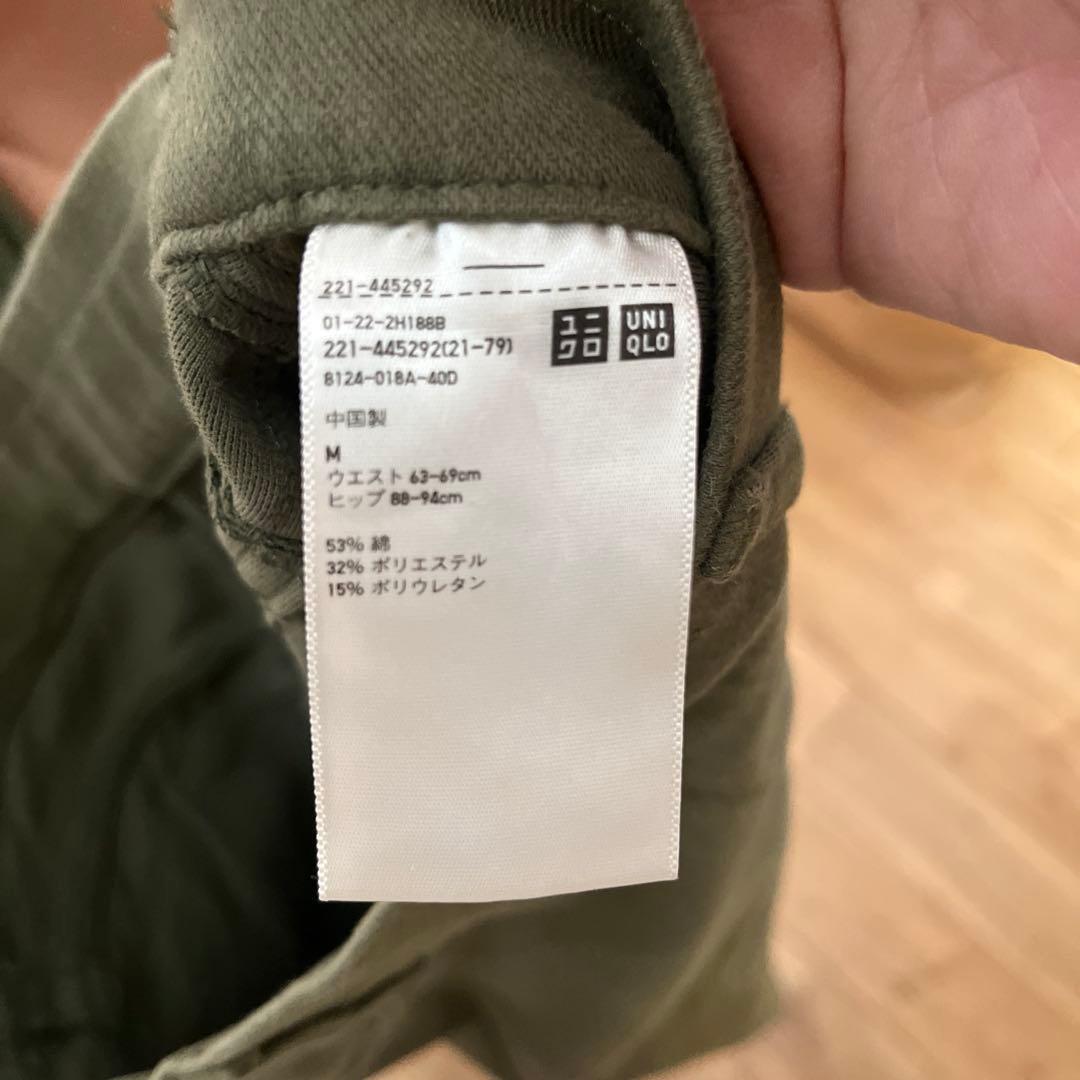 221-445292
01-22-2H188B
221-445292(21-79)
8124-018A-40D
ユニ
クロ
UNI
QLO
中国製
M
ウエスト 63-69cm
ヒップ 88-94cm
53% 綿
32% ポリエステル
15% ポリウレタン